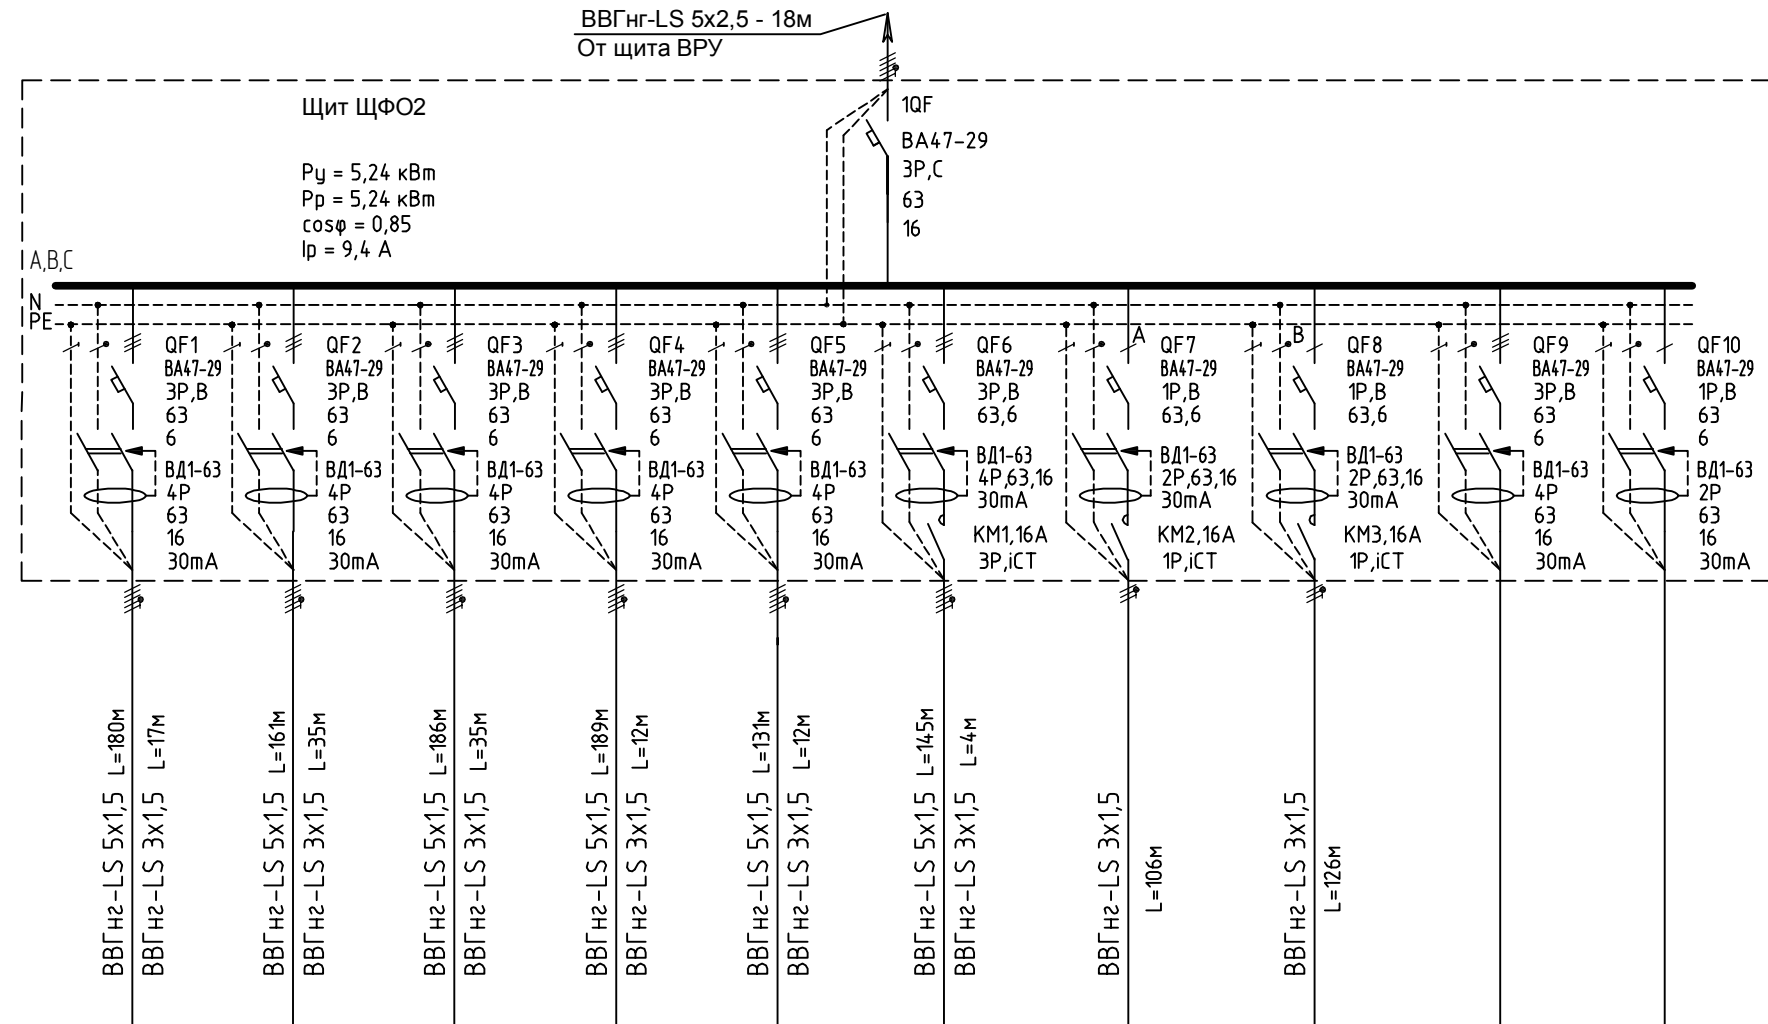 ВВГнг-LS 5х2,5 - 18м
От щита ВРУ
Щит ЩФО2
Ру = 5,24 кВт
Рр = 5,24 кВт
cosφ = 0,85
Iр = 9,4 А
1QF
ВА47-29
3Р,С
63
16
А,В,С
N
РЕ
QF1
ВА47-29
3Р,В
63
6
ВД1-63
4Р
63
16
30mA
QF2
ВА47-29
3Р,В
63
6
ВД1-63
4Р
63
16
30mA
QF3
ВА47-29
3Р,В
63
6
ВД1-63
4Р
63
16
30mA
QF4
ВА47-29
3Р,В
63
6
ВД1-63
4Р
63
16
30mA
QF5
ВА47-29
3Р,В
63
6
ВД1-63
4Р
63
16
30mA
QF6
ВА47-29
3Р,В
63,6
ВД1-63
4Р,63,16
30mA
КМ1,16А
3Р,iCT
А
QF7
ВА47-29
1Р,В
63,6
ВД1-63
2Р,63,16
30mA
КМ2,16А
1Р,iCT
В
QF8
ВА47-29
1Р,В
63,6
ВД1-63
2Р,63,16
30mA
КМ3,16А
1Р,iCT
QF9
ВА47-29
3Р,В
63
6
ВД1-63
4Р
63
16
30mA
QF10
ВА47-29
1Р,В
63
6
ВД1-63
2Р
63
16
30mA
ВВГнг-LS 5х1,5 L=180м
ВВГнг-LS 3х1,5 L=17м
ВВГнг-LS 5х1,5 L=161м
ВВГнг-LS 3х1,5 L=35м
ВВГнг-LS 5х1,5 L=186м
ВВГнг-LS 3х1,5 L=35м
ВВГнг-LS 5х1,5 L=189м
ВВГнг-LS 3х1,5 L=12м
ВВГнг-LS 5х1,5 L=131м
ВВГнг-LS 3х1,5 L=12м
ВВГнг-LS 5х1,5 L=145м
ВВГнг-LS 3х1,5 L=4м
ВВГнг-LS 3х1,5
L=106м
ВВГнг-LS 3х1,5
L=126м